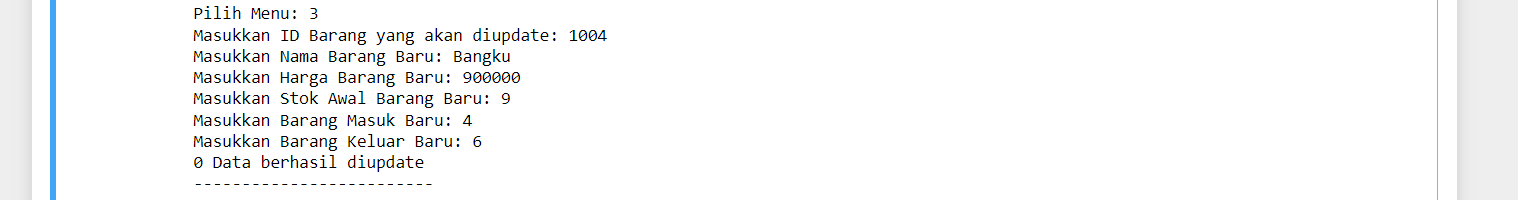 Pilih Menu: 3
Masukkan ID Barang yang akan diupdate: 1004
Masukkan Nama Barang Baru: Bangku
Masukkan Harga Barang Baru: 900000
Masukkan Stok Awal Barang Baru: 9
Masukkan Barang Masuk Baru: 4
Masukkan Barang Keluar Baru: 6
0 Data berhasil diupdate
-------------------------